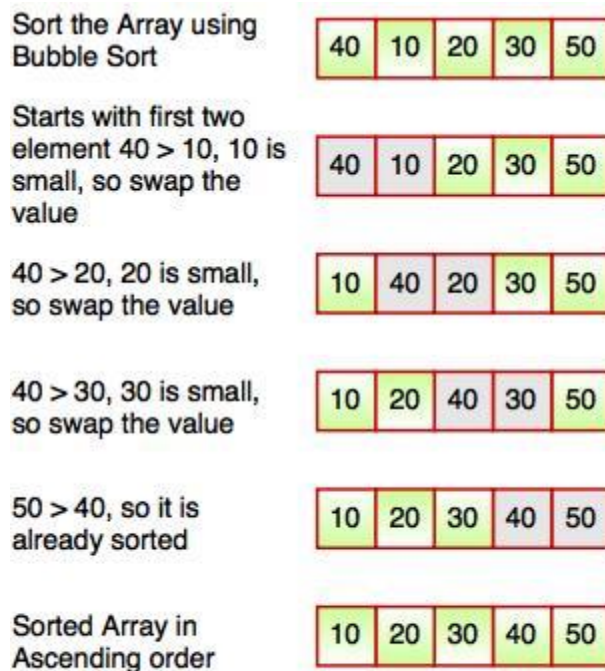 Sort the Array using
Bubble Sort
40 10 20 30 50
Starts with first two
element 40 > 10, 10 is
small, so swap the
value
40 10 20 30 50
40 > 20, 20 is small,
so swap the value
10 40 20 30 50
40 > 30, 30 is small,
so swap the value
10 20 40 30 50
50 > 40, so it is
already sorted
10 20 30 40 50
Sorted Array in
Ascending order
10 20 30 40 50